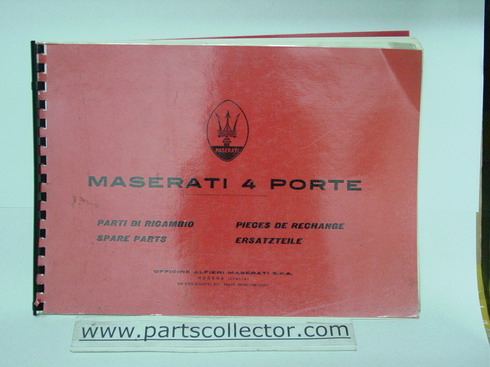 MASERATI
MASERATI 4 PORTE
PARTI DI RICAMBIO PIECES DE RECHANGE
SPARE PARTS ERSATZTEILE
OFFICINE ALFIERI MASERATI S.P.A.
MODENA (ITALIA)
www.partscollector.com